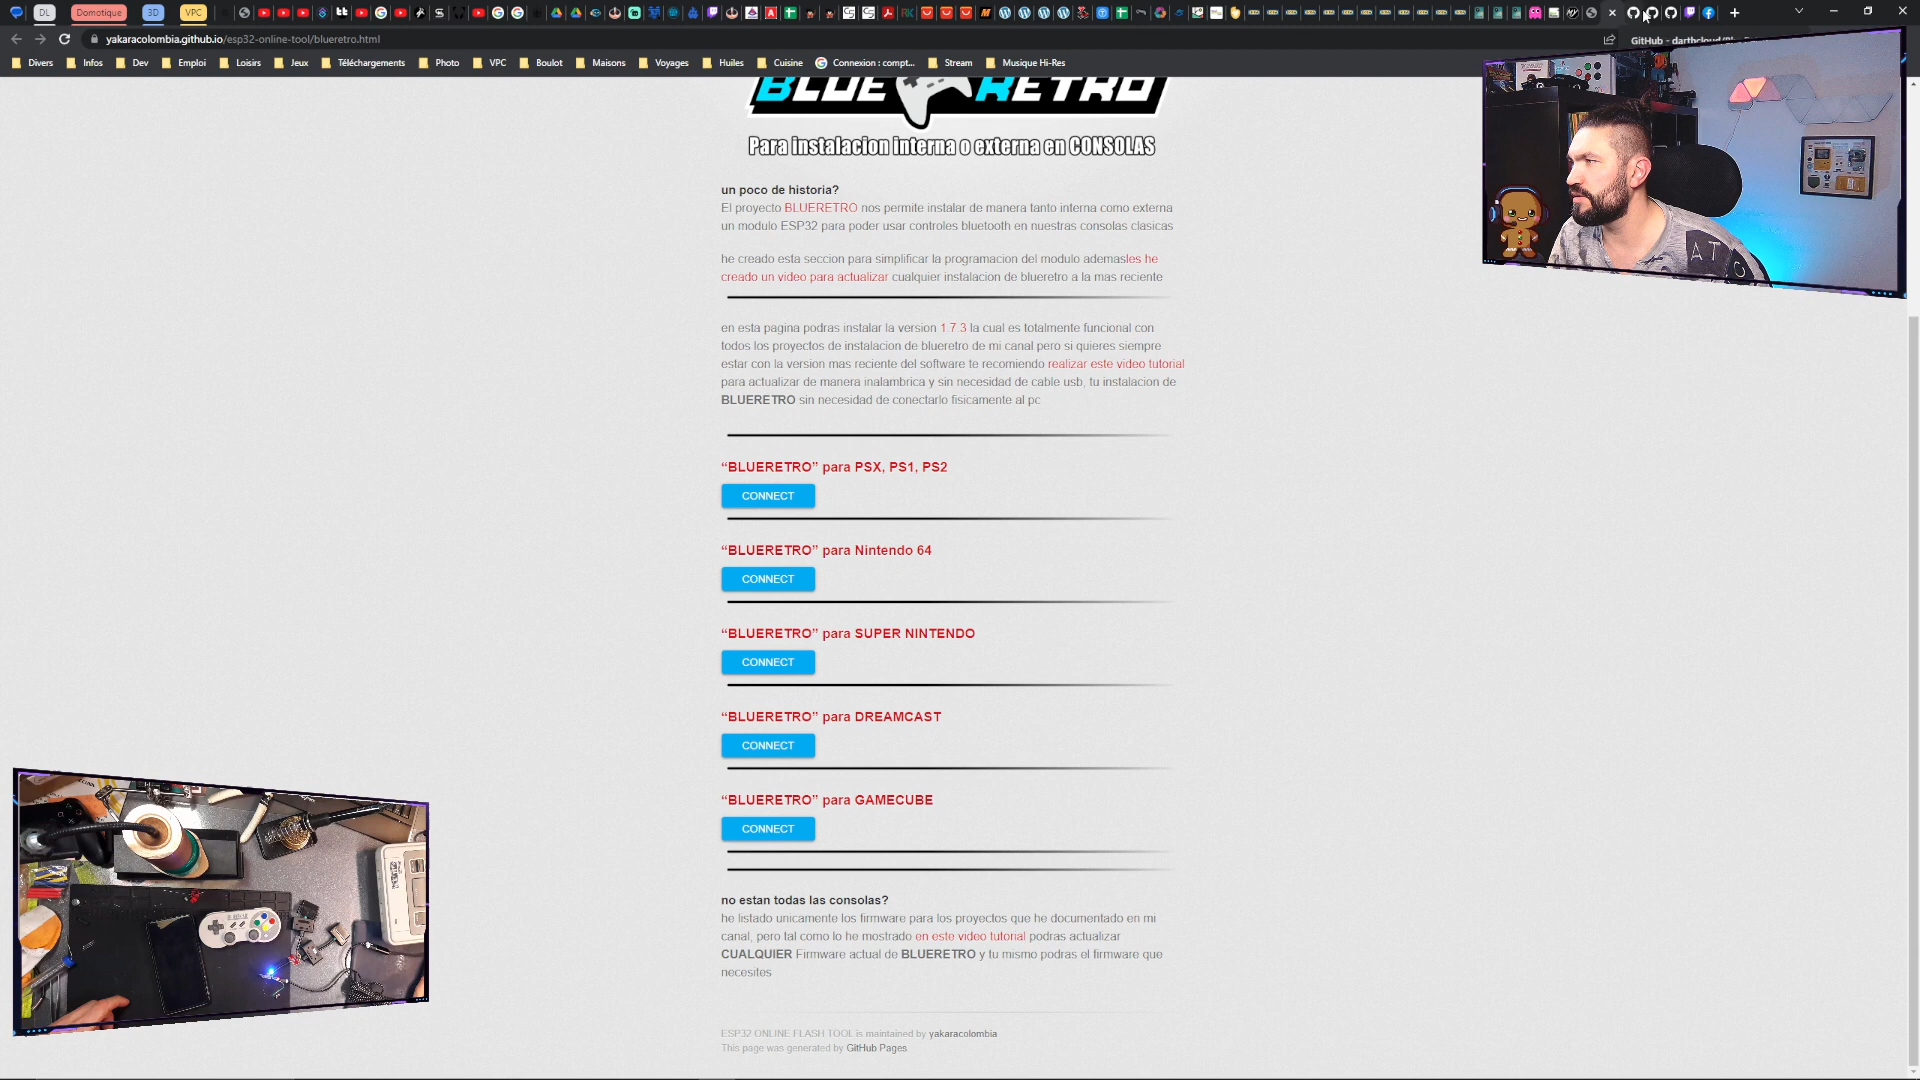 DL Domotique 3D VPC
yakaracolombia.github.io/esp32-online-tool/blueretro.html
GitHub - darthcloud/Bl
Divers Infos Dev Emploi Loisirs Jeux Téléchargements Photo VPC Boulot Maisons Voyages Huiles Cuisine Connexion : compt... Stream Musique Hi-Res
BLUE RETRO
Para instalacion interna o externa en CONSOLAS
un poco de historia?
El proyecto BLUERETRO nos permite instalar de manera tanto interna como externa
un modulo ESP32 para poder usar controles bluetooth en nuestras consolas clasicas
he creado esta seccion para simplificar la programacion del modulo ademasles he
creado un video para actualizar cualquier instalacion de blueretro a la mas reciente
en esta pagina podras instalar la version 1.7.3 la cual es totalmente funcional con
todos los proyectos de instalacion de blueretro de mi canal pero si quieres siempre
estar con la version mas reciente del software te recomiendo realizar este video tutorial
para actualizar de manera inalambrica y sin necesidad de cable usb, tu instalacion de
BLUERETRO sin necesidad de conectarlo fisicamente al pc
“BLUERETRO” para PSX, PS1, PS2
CONNECT
“BLUERETRO” para Nintendo 64
CONNECT
“BLUERETRO” para SUPER NINTENDO
CONNECT
“BLUERETRO” para DREAMCAST
CONNECT
“BLUERETRO” para GAMECUBE
CONNECT
no estan todas las consolas?
he listado unicamente los firmware para los proyectos que he documentado en mi
canal, pero tal como lo he mostrado en este video tutorial podras actualizar
CUALQUIER Firmware actual de BLUERETRO y tu mismo podras el firmware que
necesites
ESP32 ONLINE FLASH TOOL is maintained by yakaracolombia
This page was generated by GitHub Pages